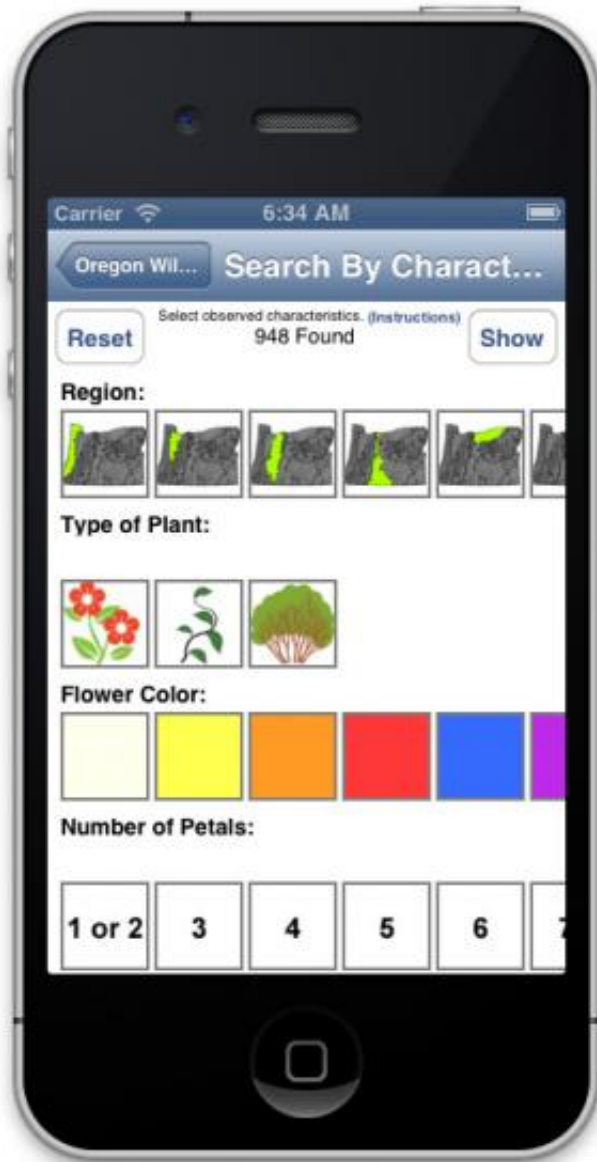 Carrier 6:34 AM
Oregon Wil... Search By Charact...
Select observed characteristics. (Instructions)
Reset 948 Found Show
Region:
Type of Plant:
Flower Color:
Number of Petals:
1 or 2 3 4 5 6